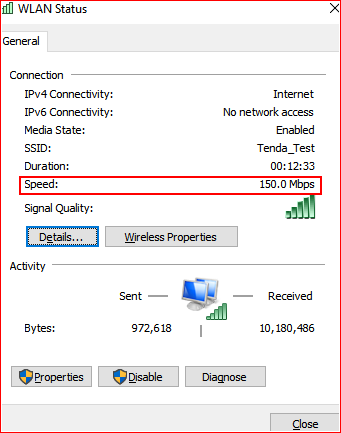 WLAN Status
General
Connection
IPv4 Connectivity: Internet
IPv6 Connectivity: No network access
Media State: Enabled
SSID: Tenda_Test
Duration: 00:12:33
Speed: 150.0 Mbps
Signal Quality:
Details... Wireless Properties
Activity
Sent Received
Bytes: 972,618 10,180,486
Properties Disable Diagnose
Close